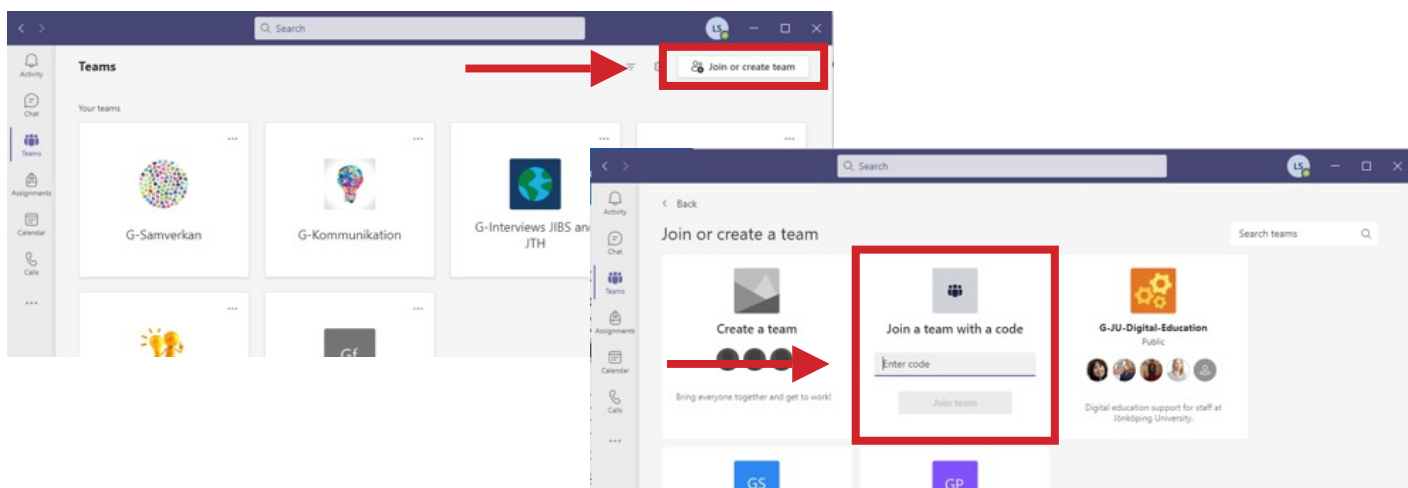 Search
LS
Activity
Teams
Join or create team
Chat
Your teams
Teams
Assignments
G-Samverkan
G-Kommunikation
G-Interviews JIBS an
JTH
Calendar
Calls
Gf
Search
LS
Activity
Back
Join or create a team
Search teams
Chat
Teams
Assignments
Create a team
Join a team with a code
G-JU-Digital-Education
Public
Enter code
Calendar
Bring everyone together and get to work!
Join team
Calls
Digital education support for staff at
Jönköping University.
GS
GP